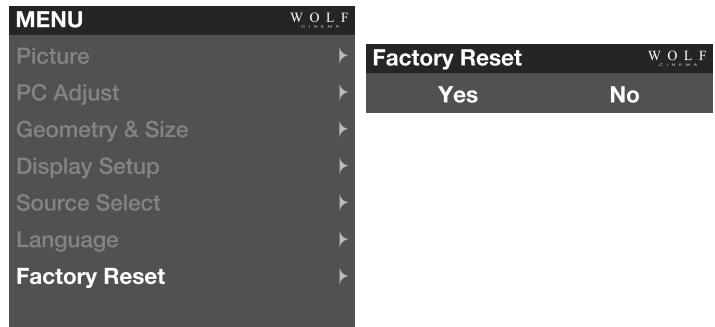 MENU
WOLF
CINEMA
Picture
PC Adjust
Geometry & Size
Display Setup
Source Select
Language
Factory Reset
Factory Reset
WOLF
CINEMA
Yes No